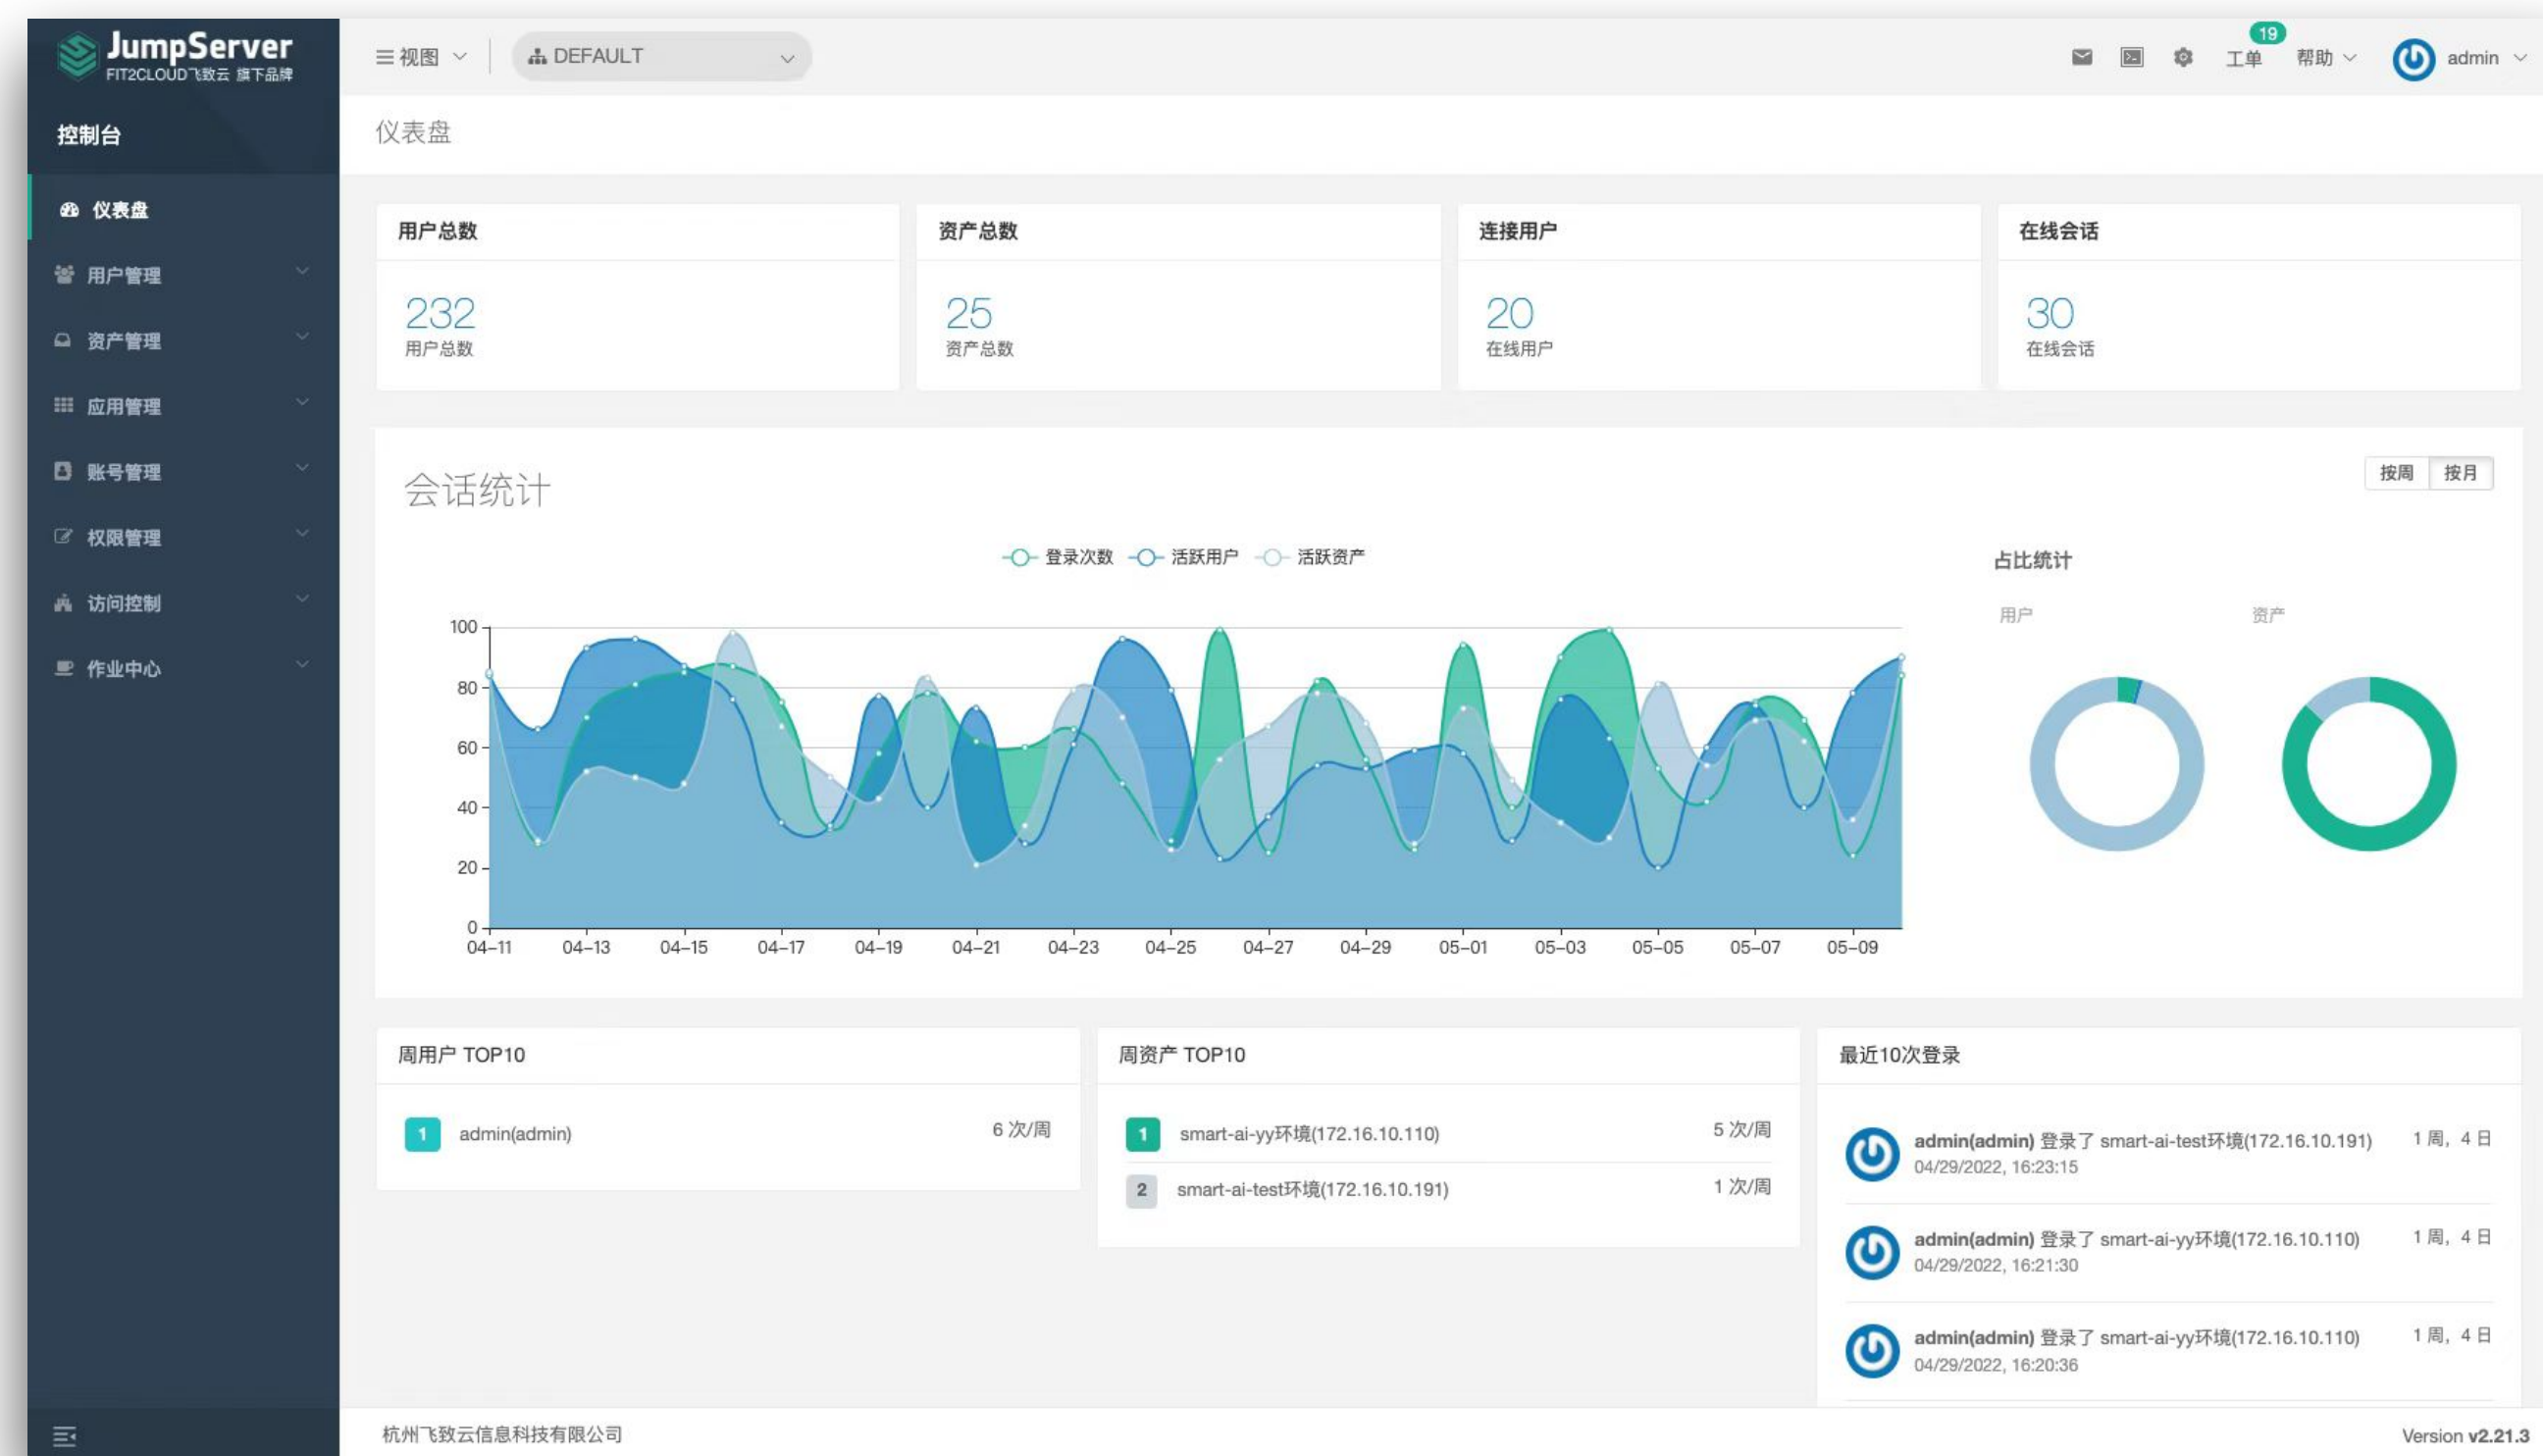 JumpServer
FIT2CLOUD飞致云 旗下品牌
视图
DEFAULT
19
工单
帮助
admin
控制台
仪表盘
仪表盘
用户管理
资产管理
应用管理
账号管理
权限管理
访问控制
作业中心
用户总数
232
用户总数
资产总数
25
资产总数
连接用户
20
在线用户
在线会话
30
在线会话
会话统计
按周 按月
登录次数 活跃用户 活跃资产
100
80
60
40
20
0
04-11 04-13 04-15 04-17 04-19 04-21 04-23 04-25 04-27 04-29 05-01 05-03 05-05 05-07 05-09
占比统计
用户 资产
周用户 TOP10
1 admin(admin) 6 次/周
周资产 TOP10
1 smart-ai-yy环境(172.16.10.110) 5 次/周
2 smart-ai-test环境(172.16.10.191) 1 次/周
最近10次登录
admin(admin) 登录了 smart-ai-test环境(172.16.10.191) 1 周, 4 日
04/29/2022, 16:23:15
admin(admin) 登录了 smart-ai-yy环境(172.16.10.110) 1 周, 4 日
04/29/2022, 16:21:30
admin(admin) 登录了 smart-ai-yy环境(172.16.10.110) 1 周, 4 日
04/29/2022, 16:20:36
杭州飞致云信息科技有限公司
Version v2.21.3